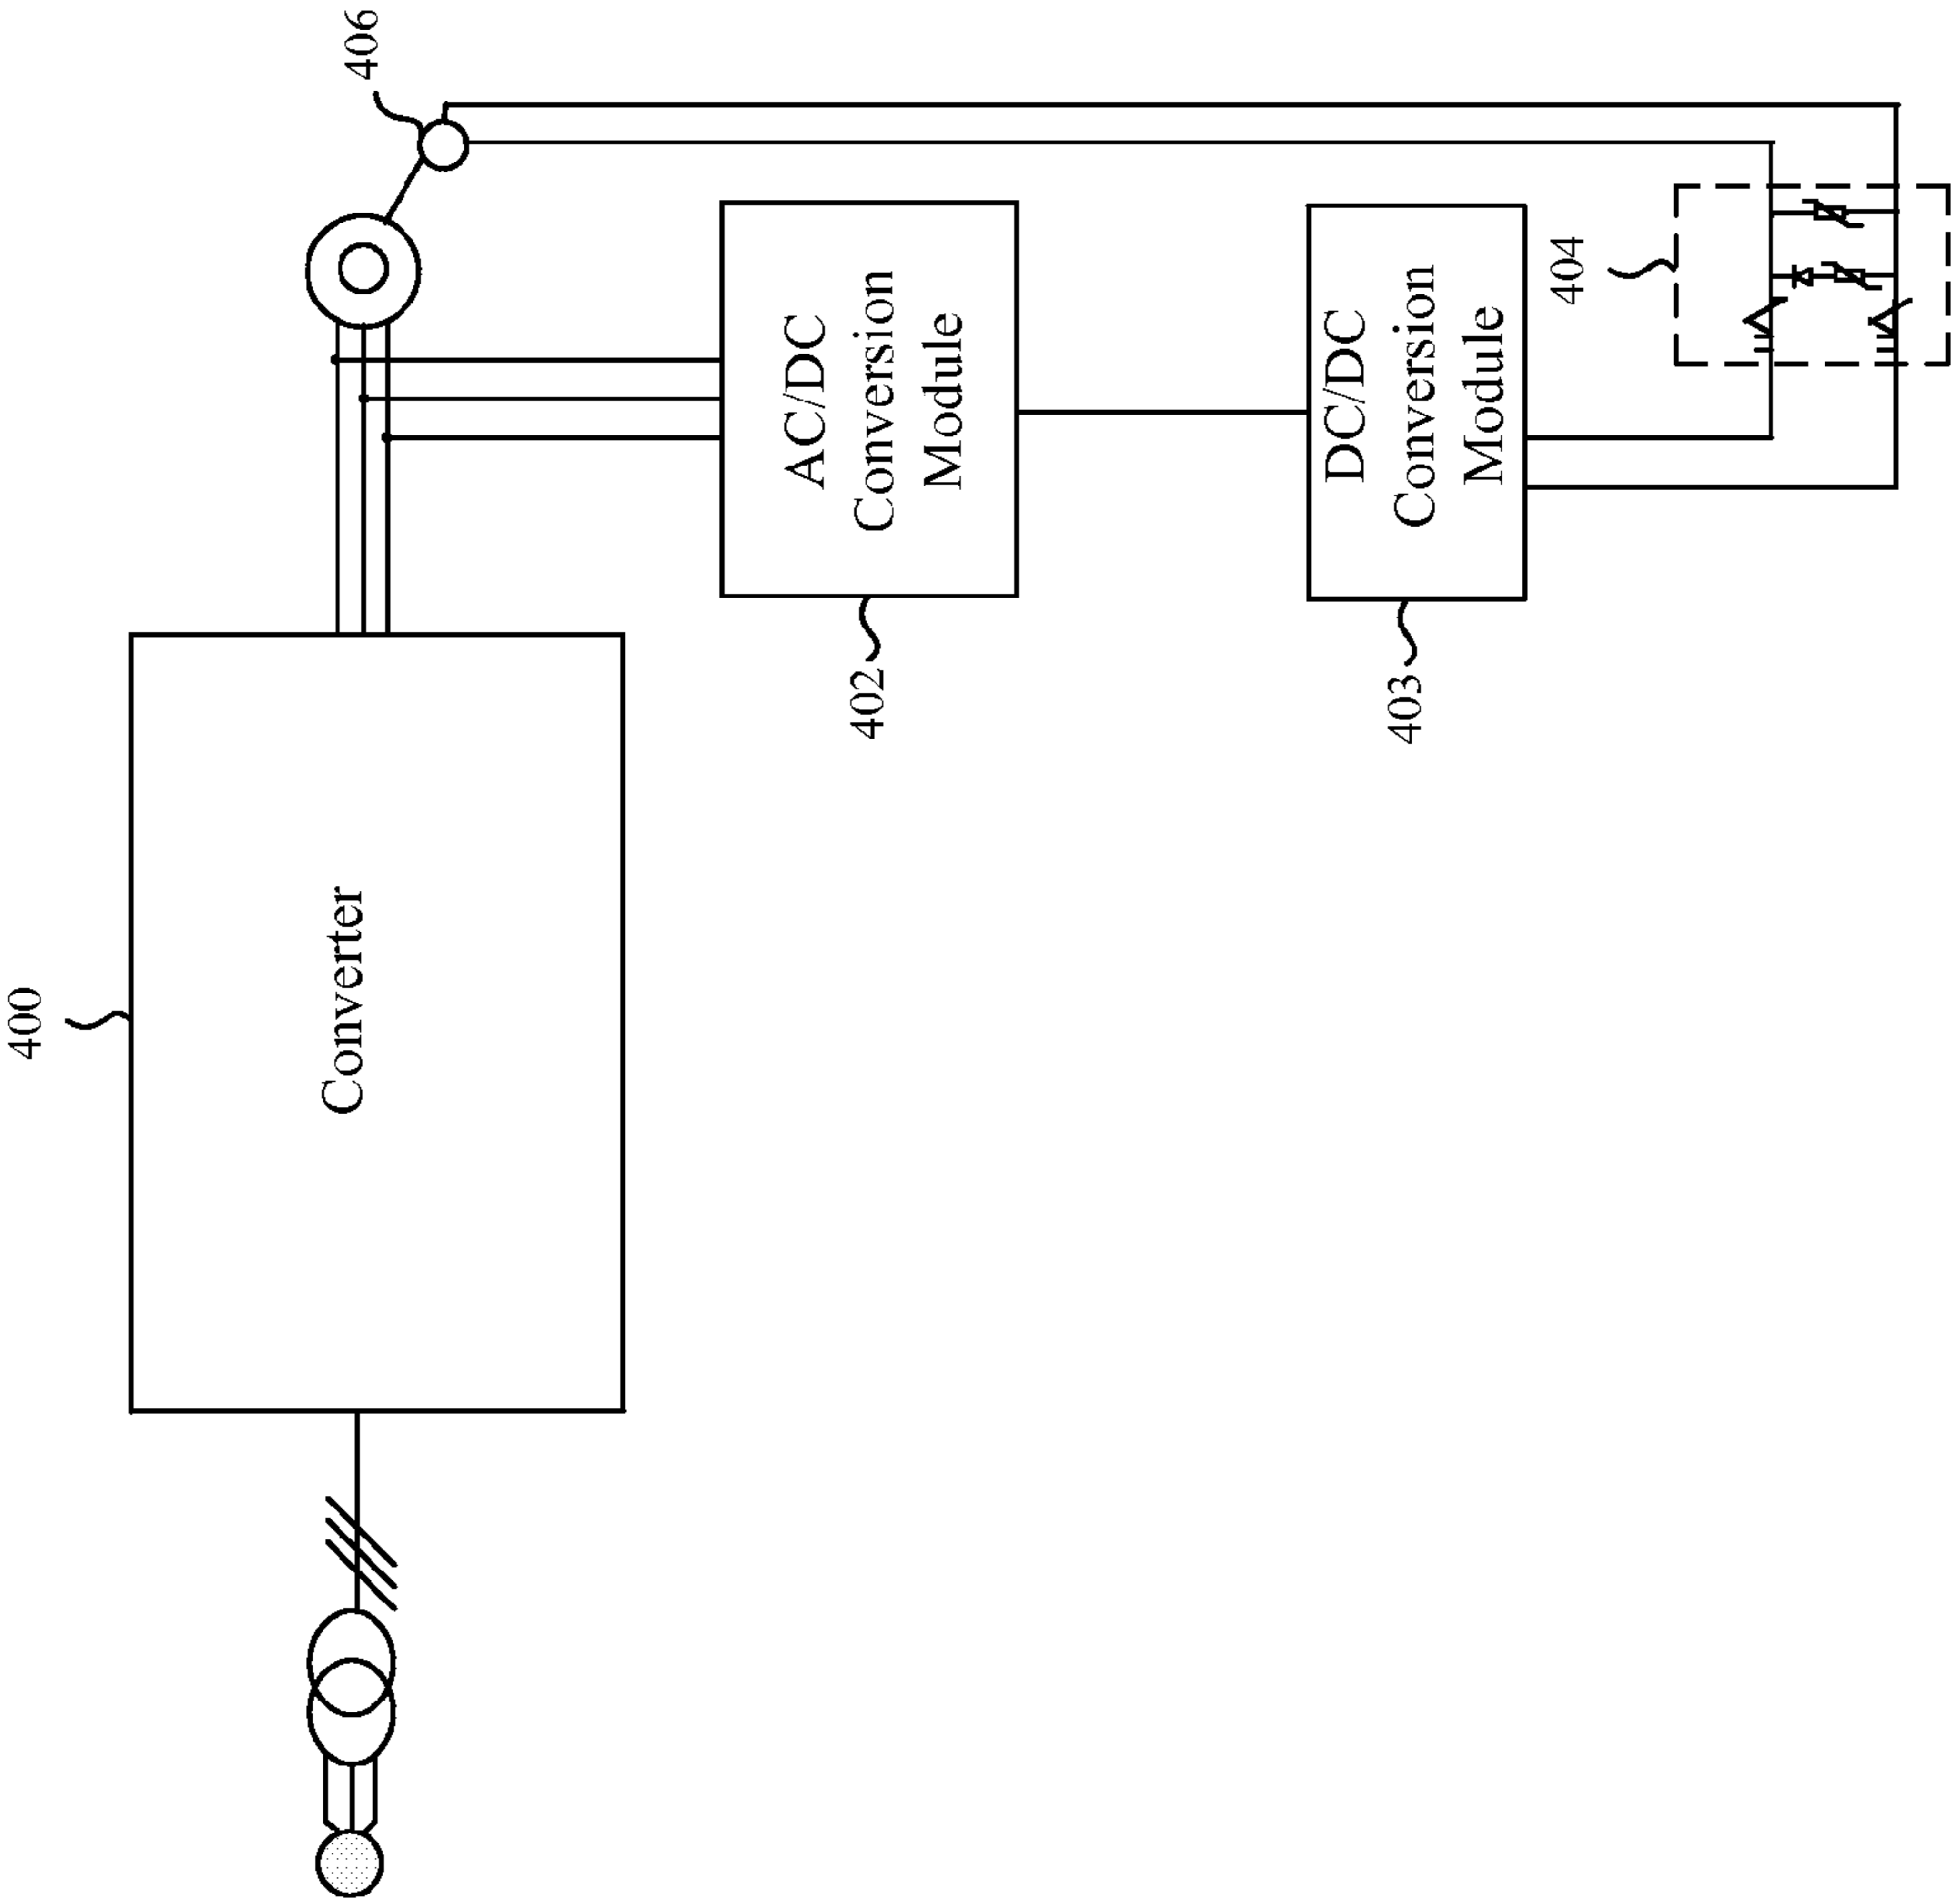 400
Converter
406
402
AC/DC
Conversion
Module
403
DC/DC
Conversion
Module
404